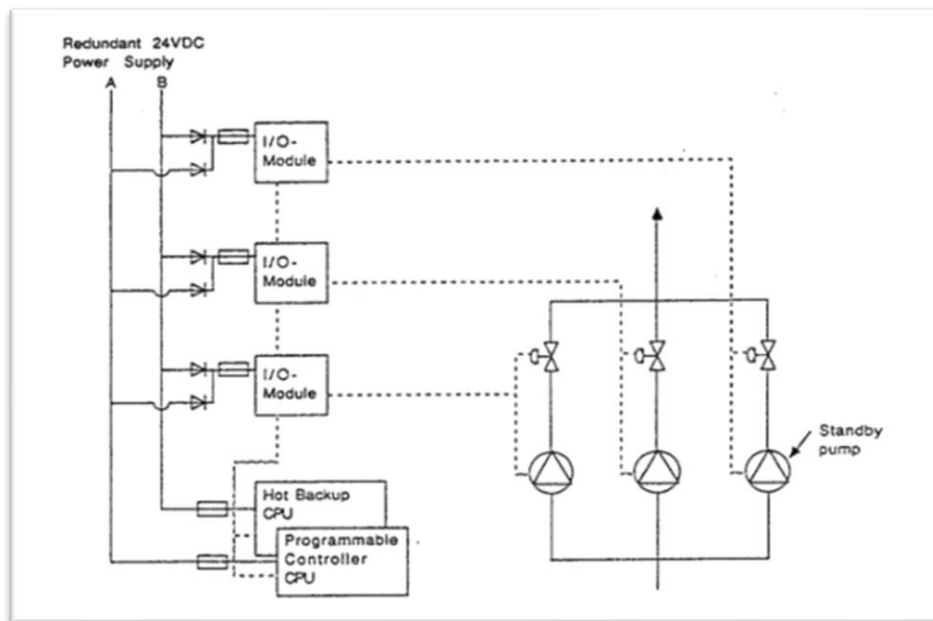 Redundant 24VDC
Power Supply
A B
I/O-
Module
I/O-
Module
I/O-
Module
Hot Backup
CPU
Programmable
Controller
CPU
Standby
pump